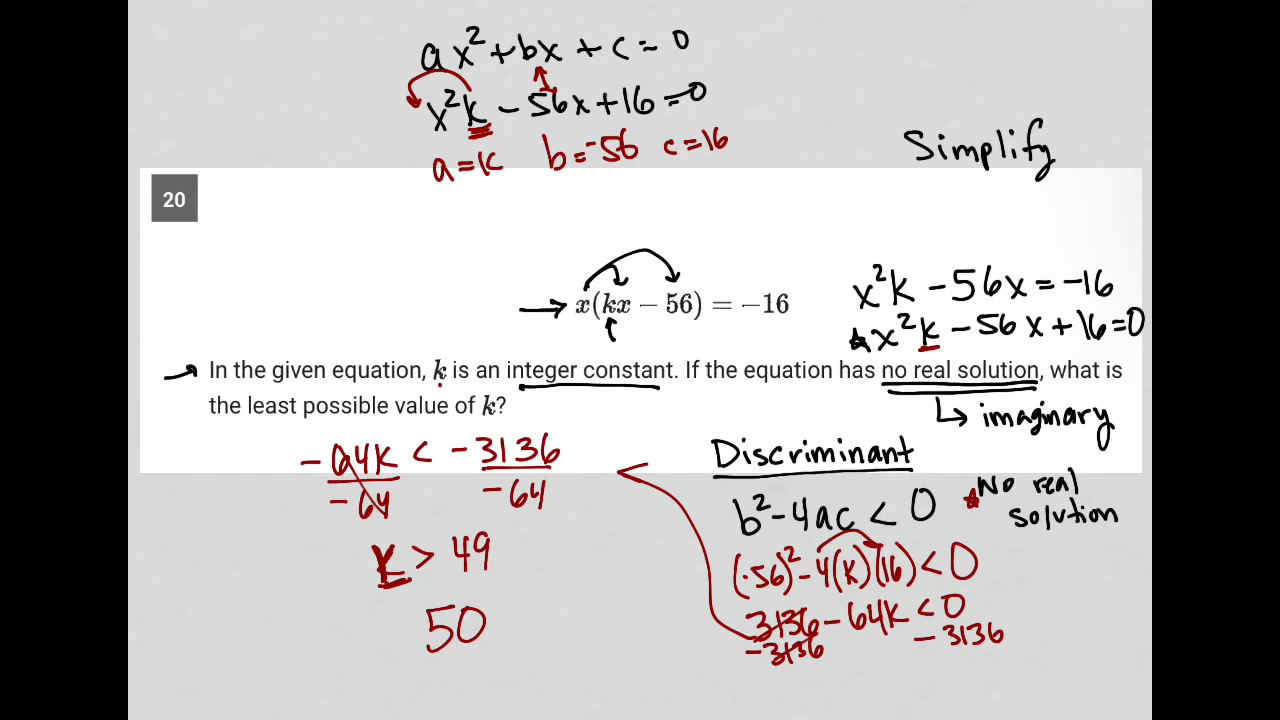 ax² + bx + c = 0
x²k - 56x + 16 = 0
a = k b = -56 c = 16
Simplify
20
x(kx − 56) = −16
x²k - 56x = -16
x²k - 56x + 16 = 0
In the given equation, k is an integer constant. If the equation has no real solution, what is
the least possible value of k?
imaginary
Discriminant
b² - 4ac < 0
No real
solution
(-56)² - 4(k)(16) < 0
3136 - 64k < 0
-3136 - 3136
-64k < -3136
-64 -64
k > 49
50